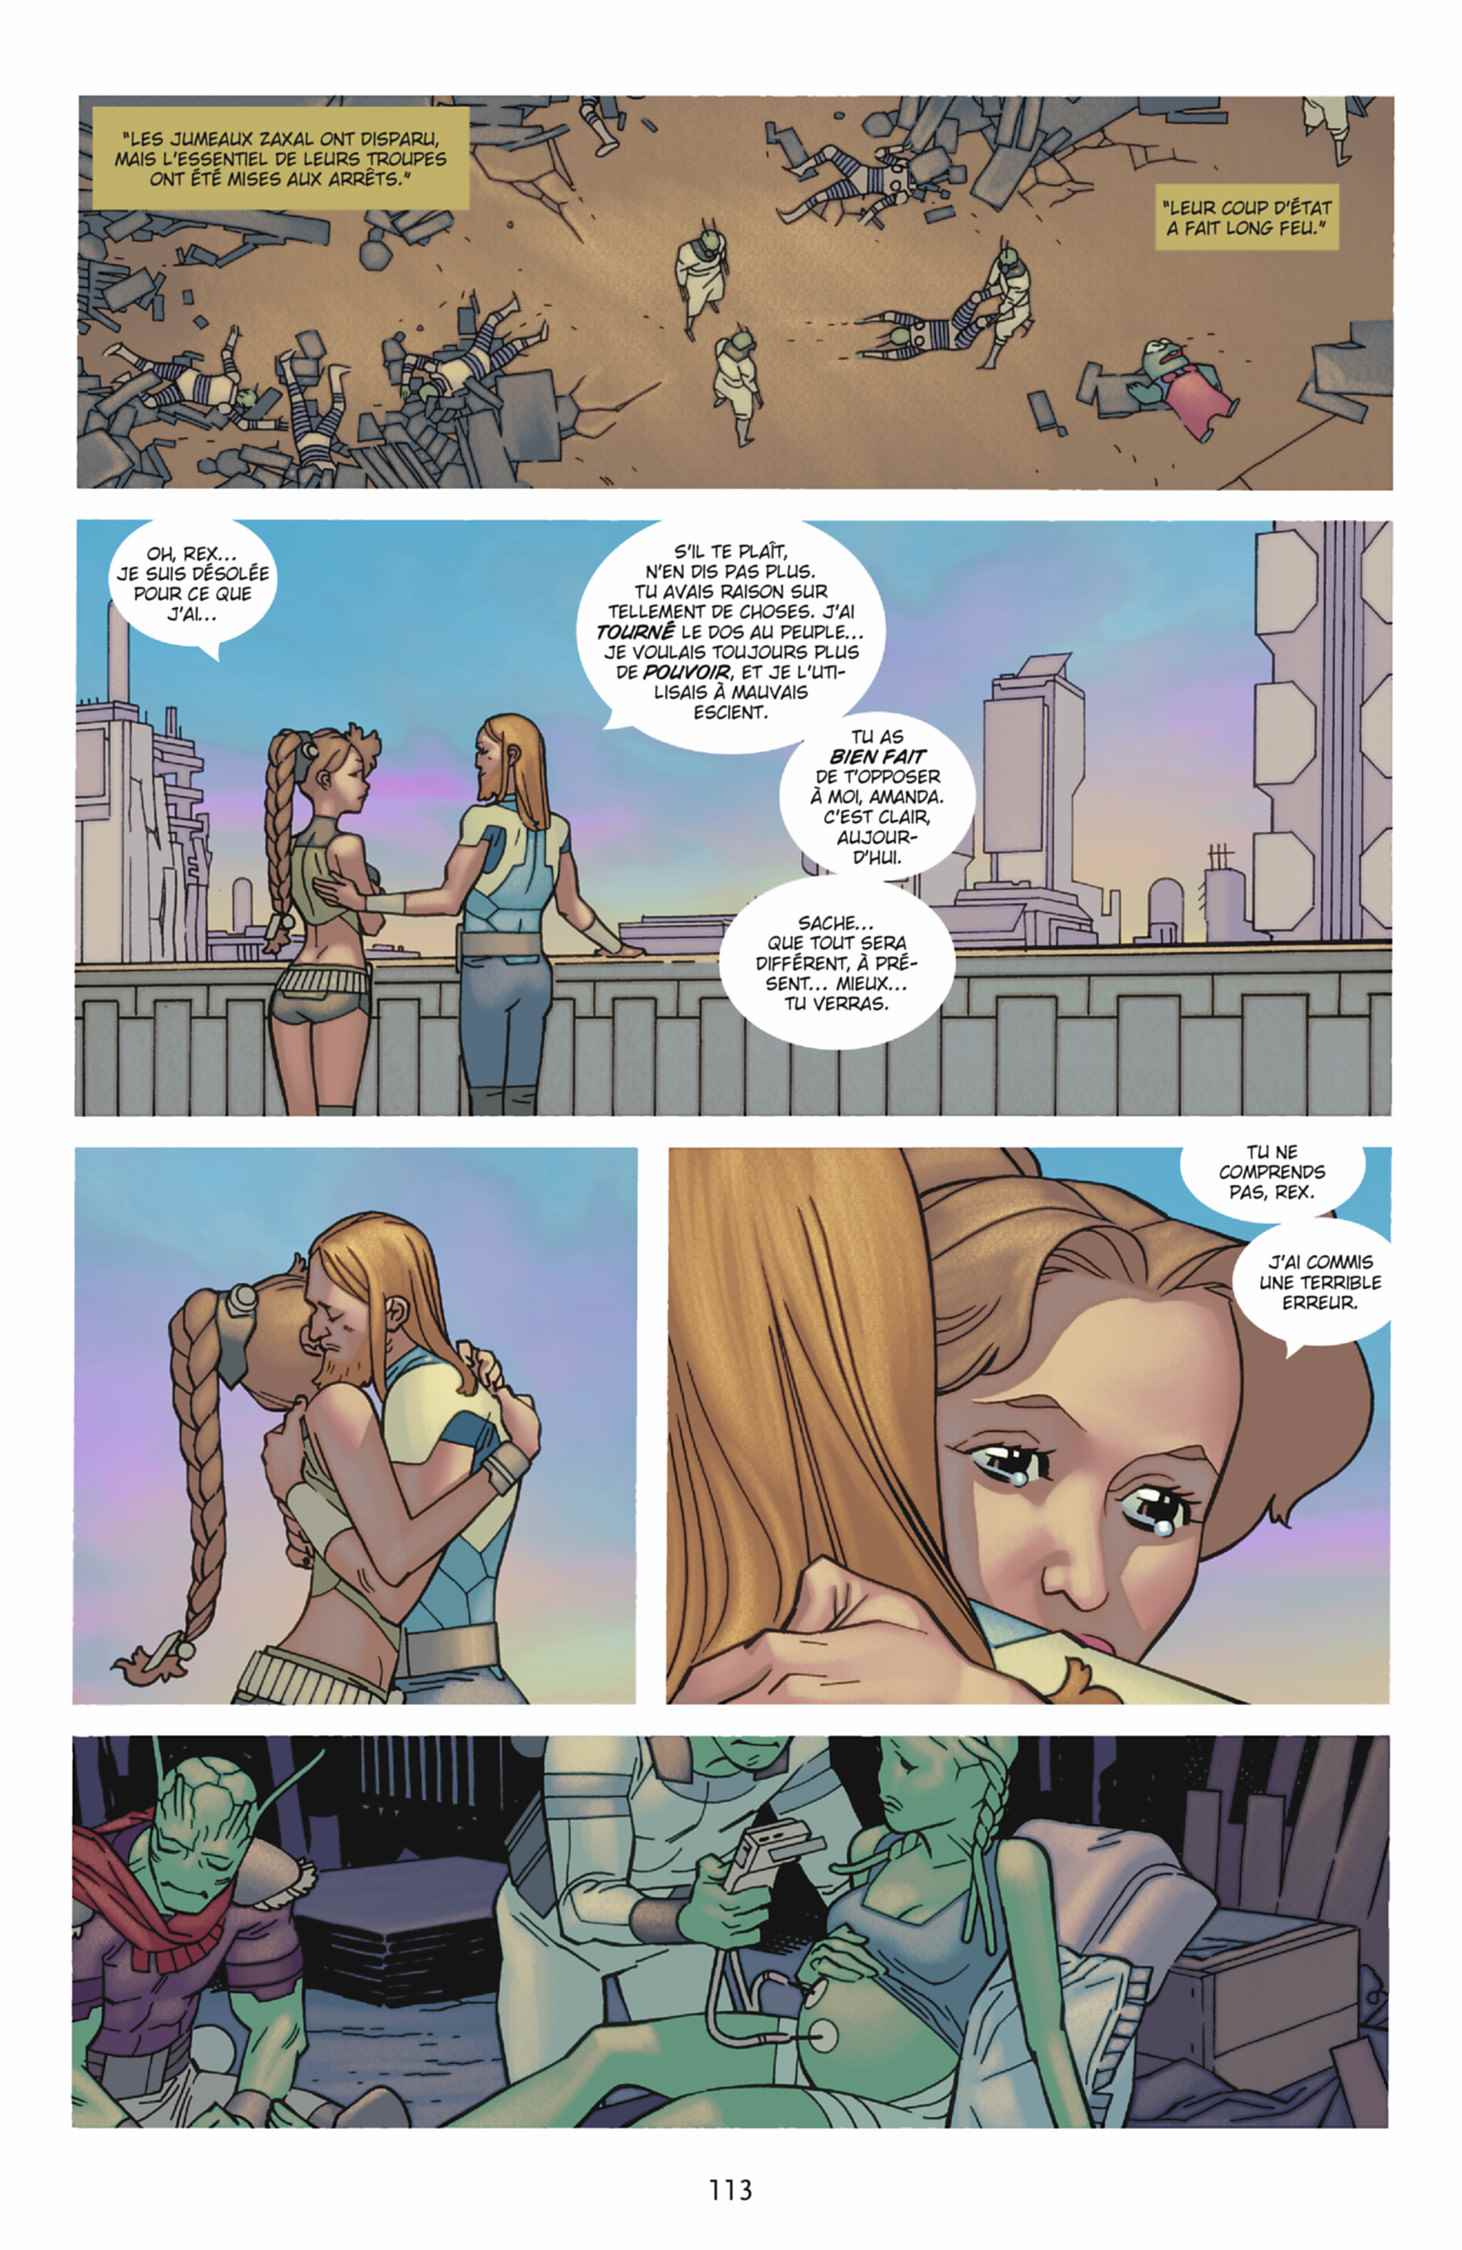 "LES JUMEAUX ZAXAL ONT DISPARU,
MAIS L'ESSENTIEL DE LEURS TROUPES
ONT ÉTÉ MISES AUX ARRÊTS."
"LEUR COUP D'ÉTAT
A FAIT LONG FEU."
OH, REX...
JE SUIS DÉSOLÉE
POUR CE QUE
J'AI...
S'IL TE PLAÎT,
N'EN DIS PAS PLUS.
TU AVAIS RAISON SUR
TELLEMENT DE CHOSES. J'AI
TOURNÉ LE DOS AU PEUPLE...
JE VOULAIS TOUJOURS PLUS
DE POUVOIR, ET JE L'UTI-
LISAIS À MAUVAIS
ESCIENT.
TU AS
BIEN FAIT
DE T'OPPOSER
À MOI, AMANDA.
C'EST CLAIR,
AUJOUR-
D'HUI.
SACHE...
QUE TOUT SERA
DIFFÉRENT, À PRÉ-
SENT... MIEUX...
TU VERRAS.
TU NE
COMPRENDS
PAS, REX.
J'AI COMMIS
UNE TERRIBLE
ERREUR.
113